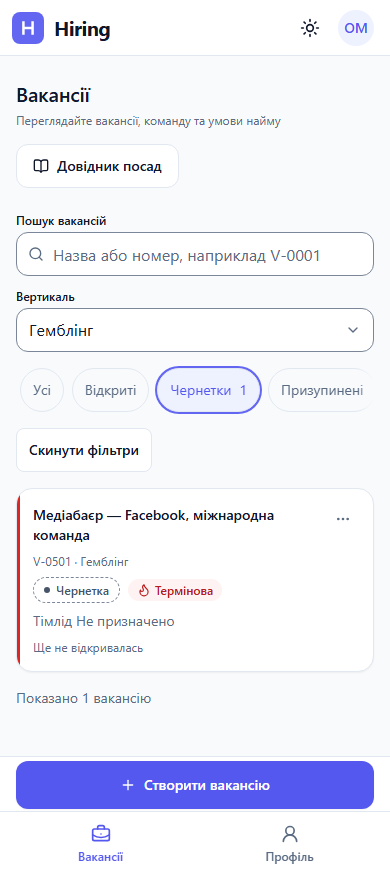 H Hiring OM
Вакансії
Переглядайте вакансії, команду та умови найму
Довідник посад
Пошук вакансій
Назва або номер, наприклад V-0001
Вертикаль
Гемблінг
Усі Відкриті Чернетки 1 Призупинені
Скинути фільтри
Медіабаєр — Facebook, міжнародна
команда
V-0501 · Гемблінг
Чернетка Термінова
Тімлід Не призначено
Ще не відкривалась
Показано 1 вакансію
+ Створити вакансію
Вакансії Профіль